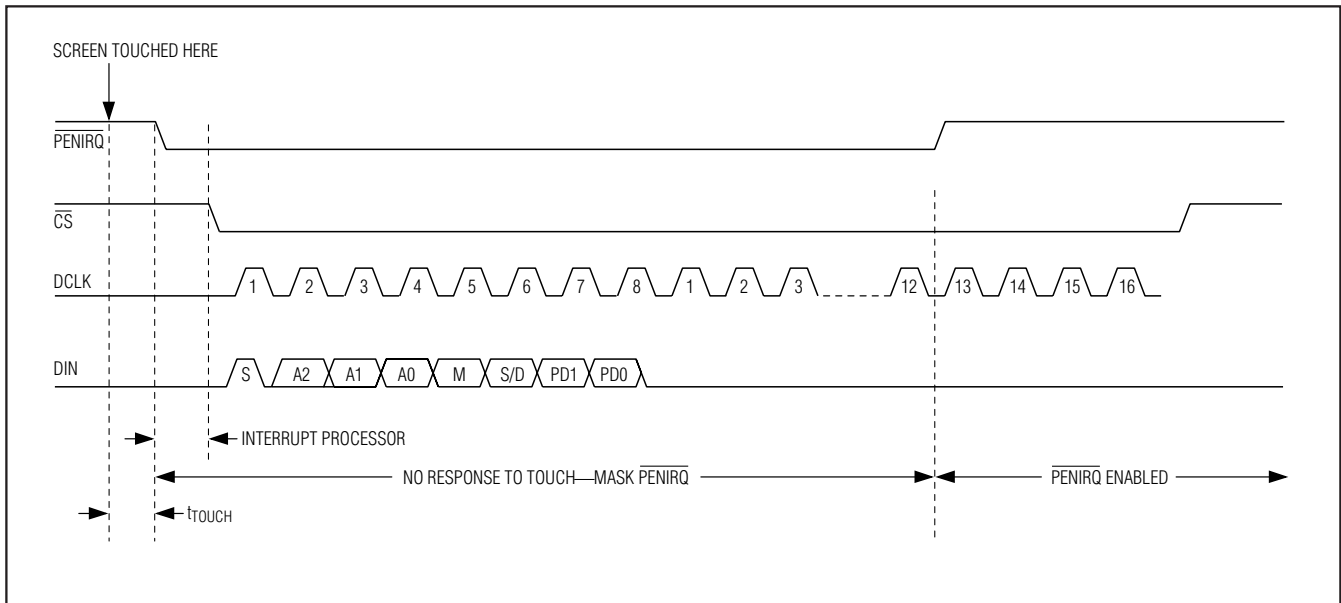 SCREEN TOUCHED HERE
PENIRQ
CS
DCLK
1 2 3 4 5 6 7 8 1 2 3 12 13 14 15 16
DIN
S A2 A1 A0 M S/D PD1 PD0
INTERRUPT PROCESSOR
NO RESPONSE TO TOUCH—MASK PENIRQ
PENIRQ ENABLED
tTOUCH